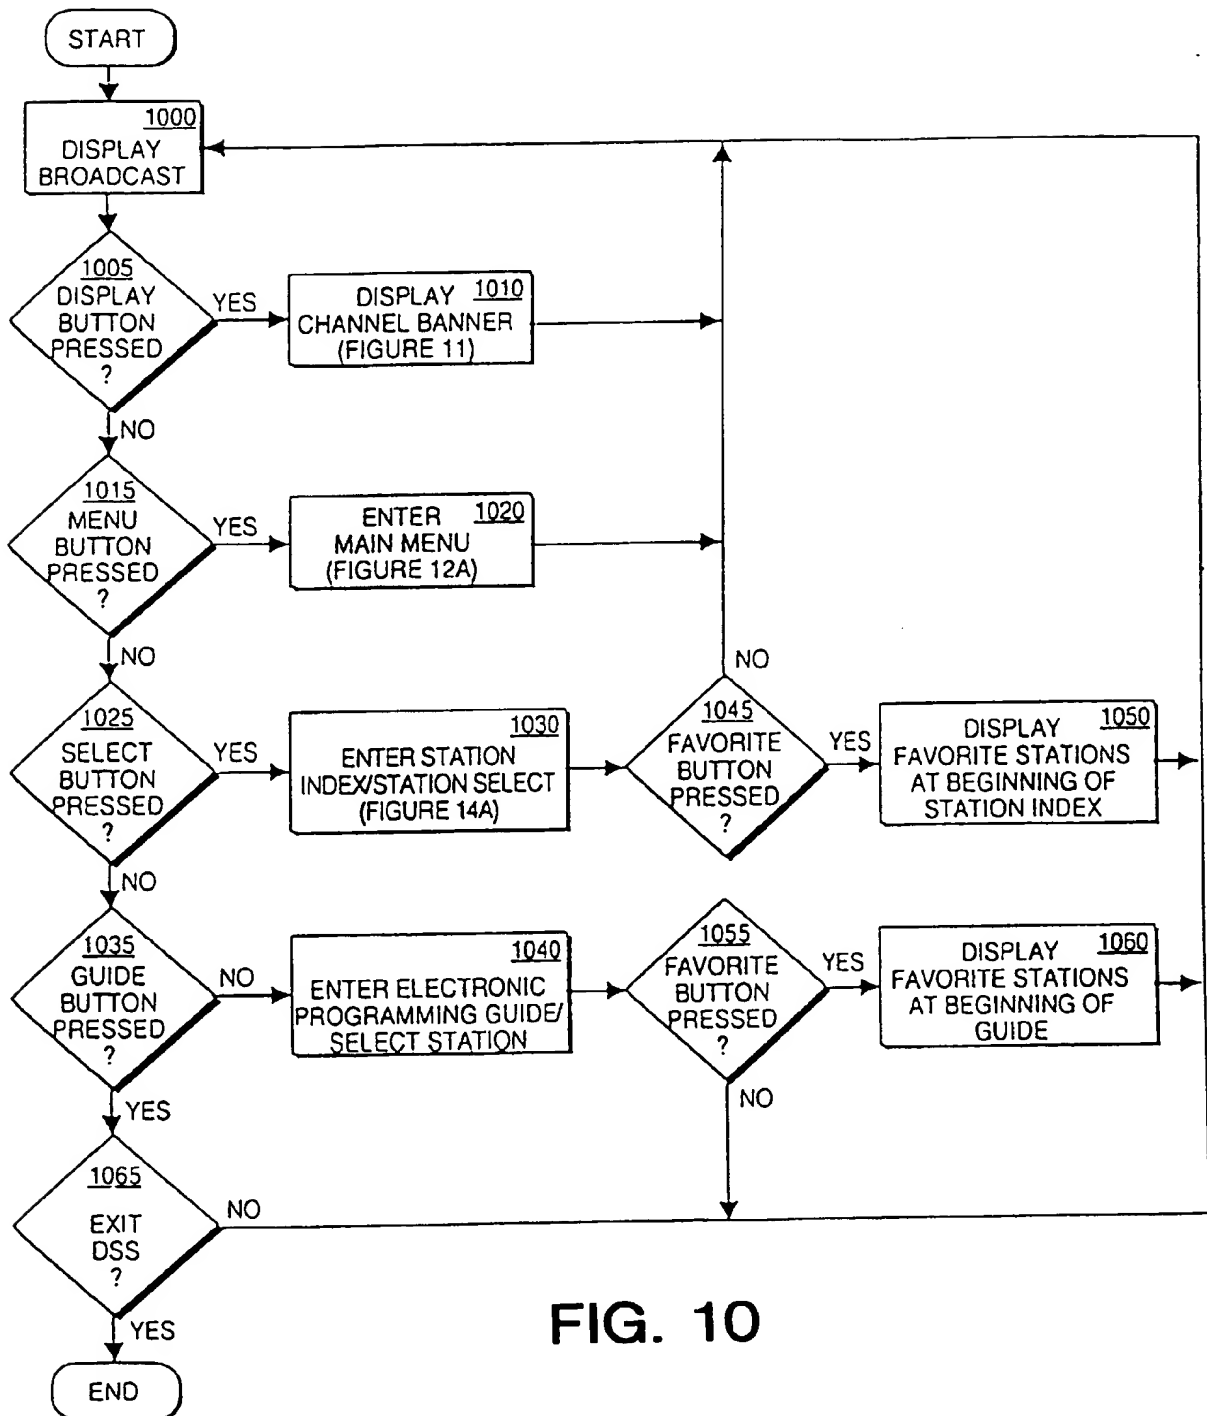 START
1000
DISPLAY
BROADCAST
1005
DISPLAY
BUTTON
PRESSED
?
YES
NO
DISPLAY 1010
CHANNEL BANNER
(FIGURE 11)
1015
MENU
BUTTON
PRESSED
?
YES
NO
ENTER 1020
MAIN MENU
(FIGURE 12A)
1025
SELECT
BUTTON
PRESSED
?
YES
NO
1030
ENTER STATION
INDEX/STATION SELECT
(FIGURE 14A)
NO
1045
FAVORITE
BUTTON
PRESSED
?
YES
DISPLAY 1050
FAVORITE STATIONS
AT BEGINNING OF
STATION INDEX
1035
GUIDE
BUTTON
PRESSED
?
NO
YES
1040
ENTER ELECTRONIC
PROGRAMMING GUIDE/
SELECT STATION
1055
FAVORITE
BUTTON
PRESSED
?
YES
NO
DISPLAY 1060
FAVORITE STATIONS
AT BEGINNING OF
GUIDE
1065
EXIT
DSS
?
NO
YES
END
FIG. 10